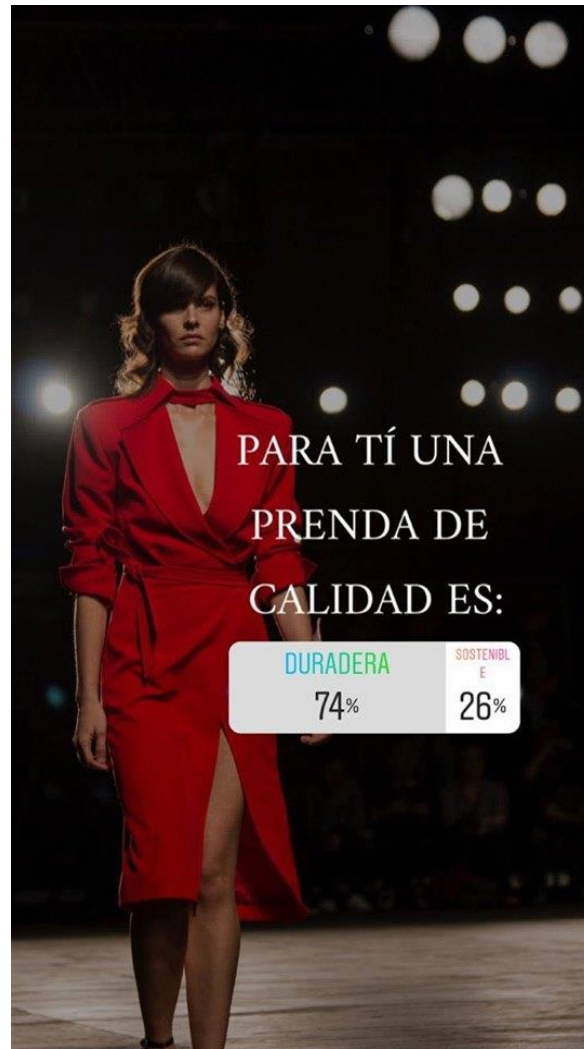 PARA TÍ UNA
PRENDA DE
CALIDAD ES:
DURADERA
74%
SOSTENIBL
E
26%